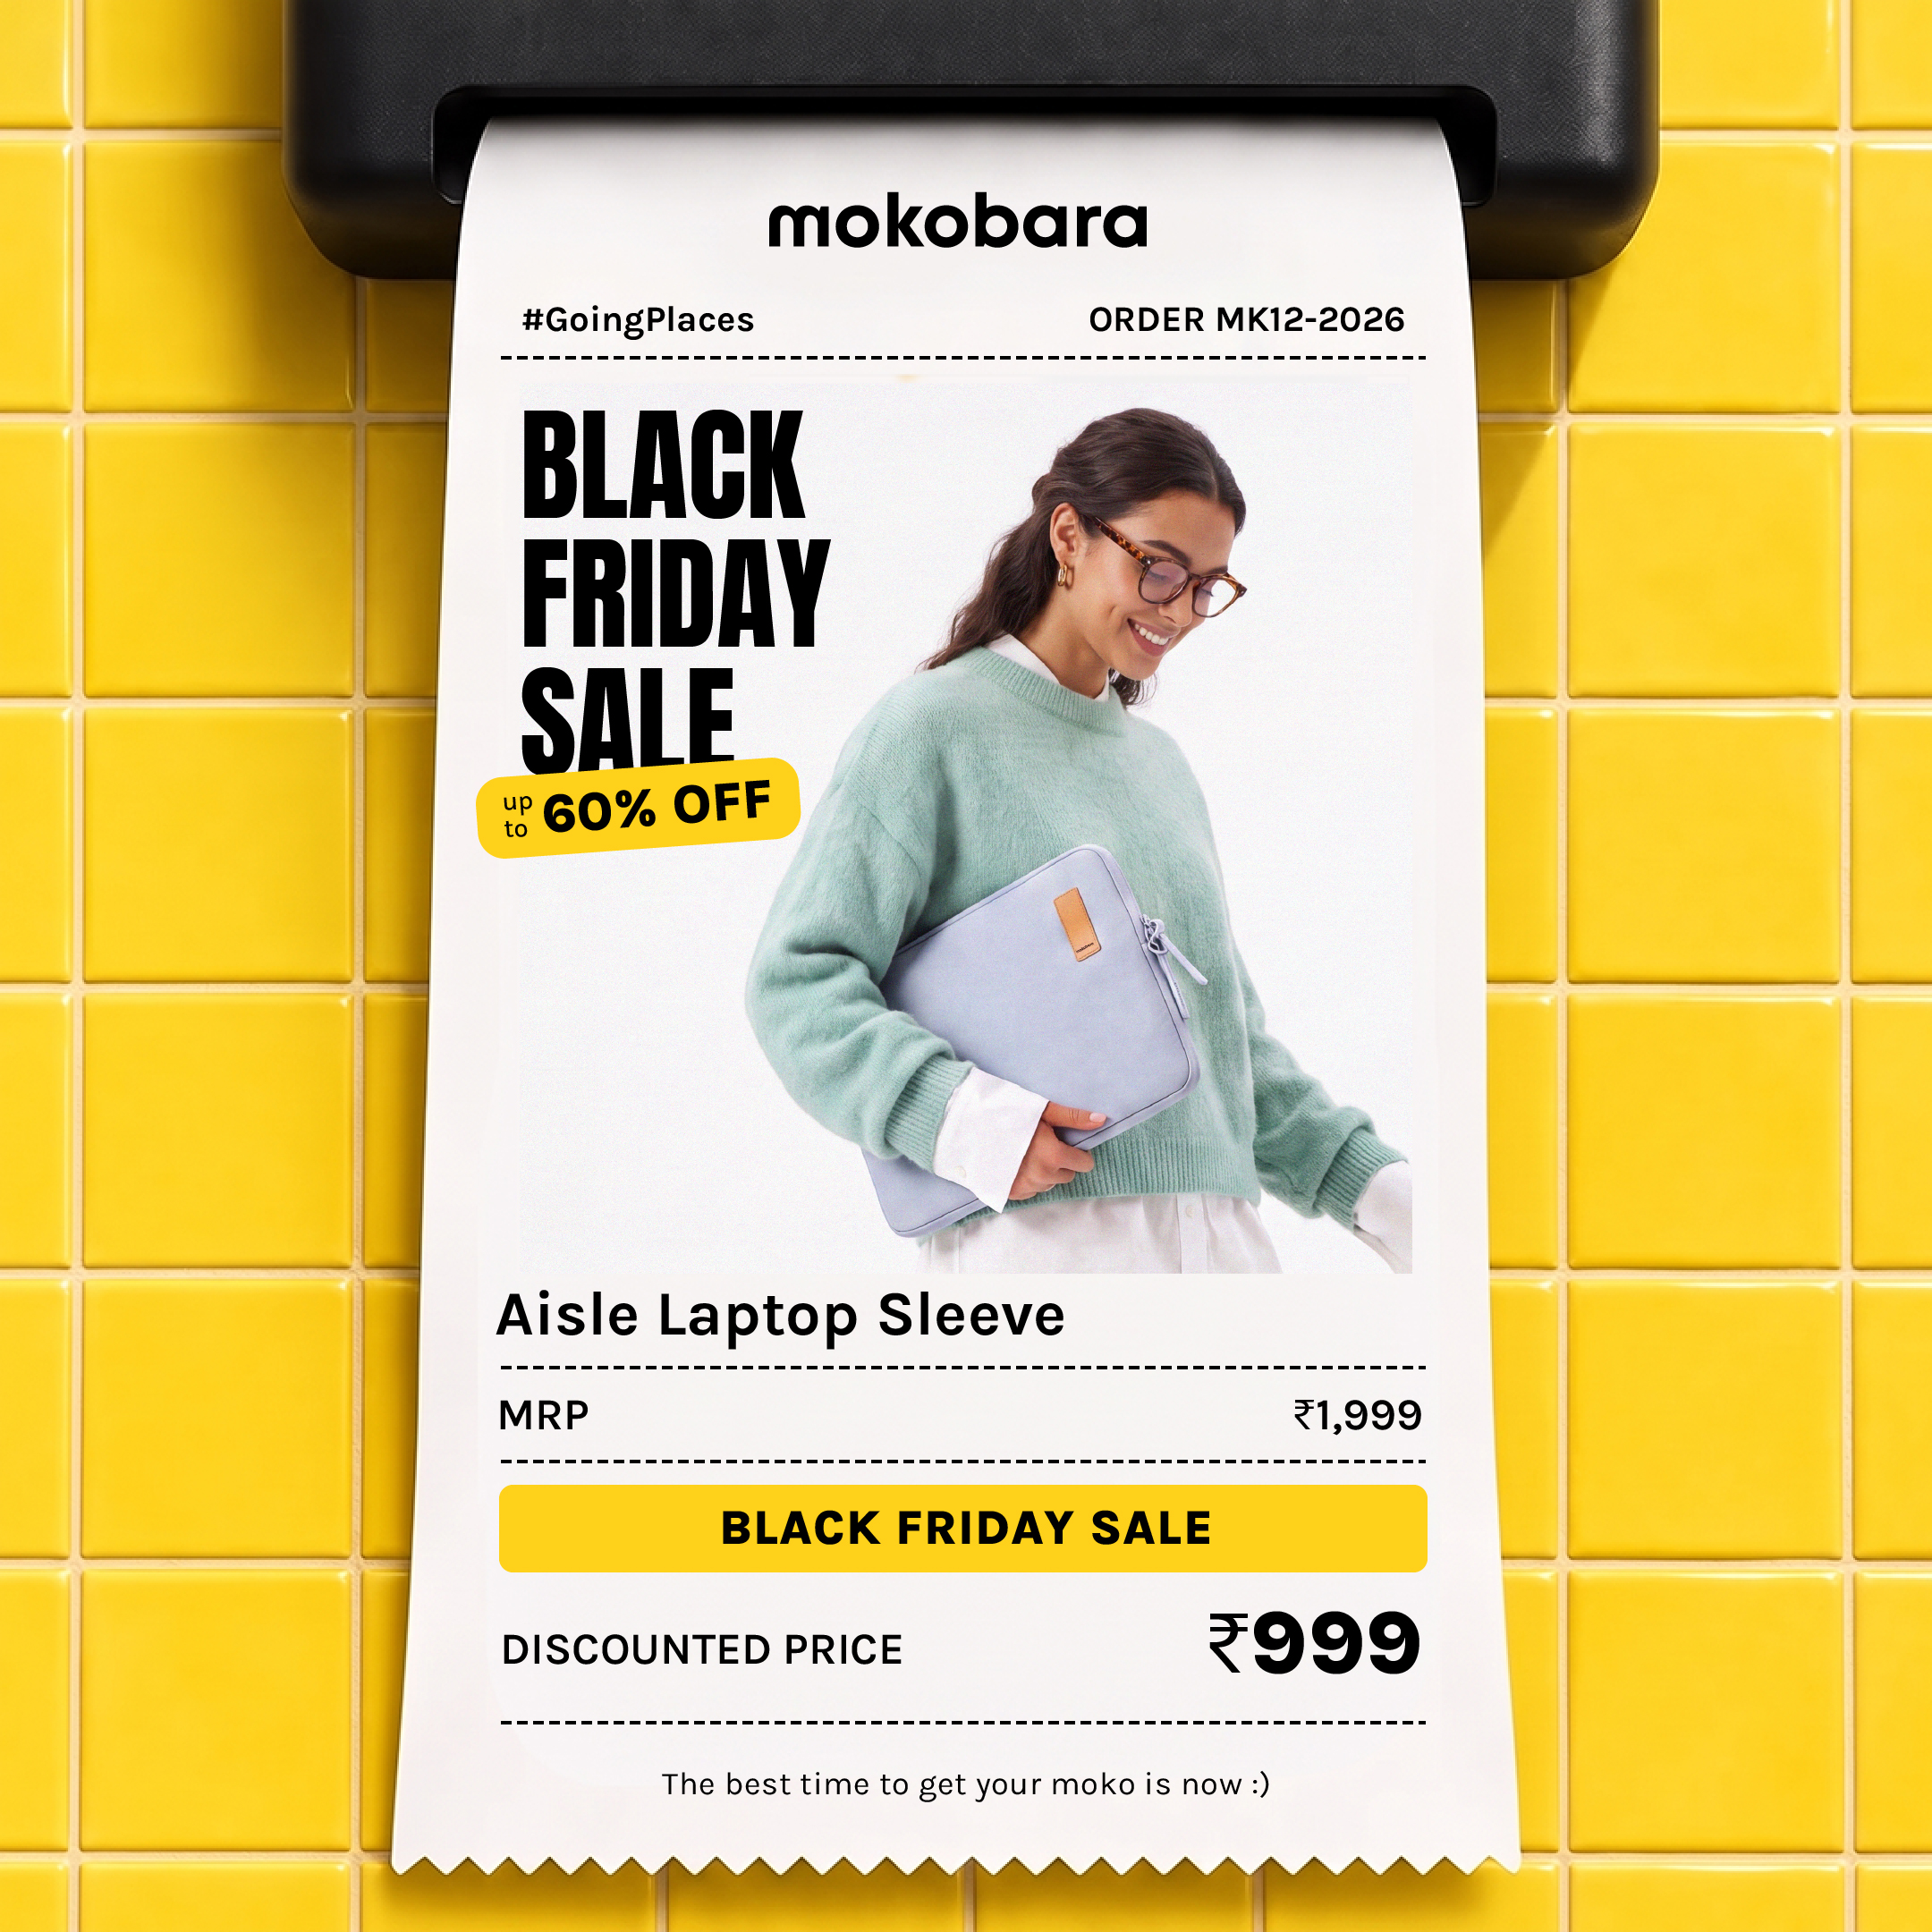 mokobara
#GoingPlaces
ORDER MK12-2026
BLACK
FRIDAY
SALE
up
to
60% OFF
Aisle Laptop Sleeve
MRP
₹1,999
BLACK FRIDAY SALE
DISCOUNTED PRICE
₹999
The best time to get your moko is now :)